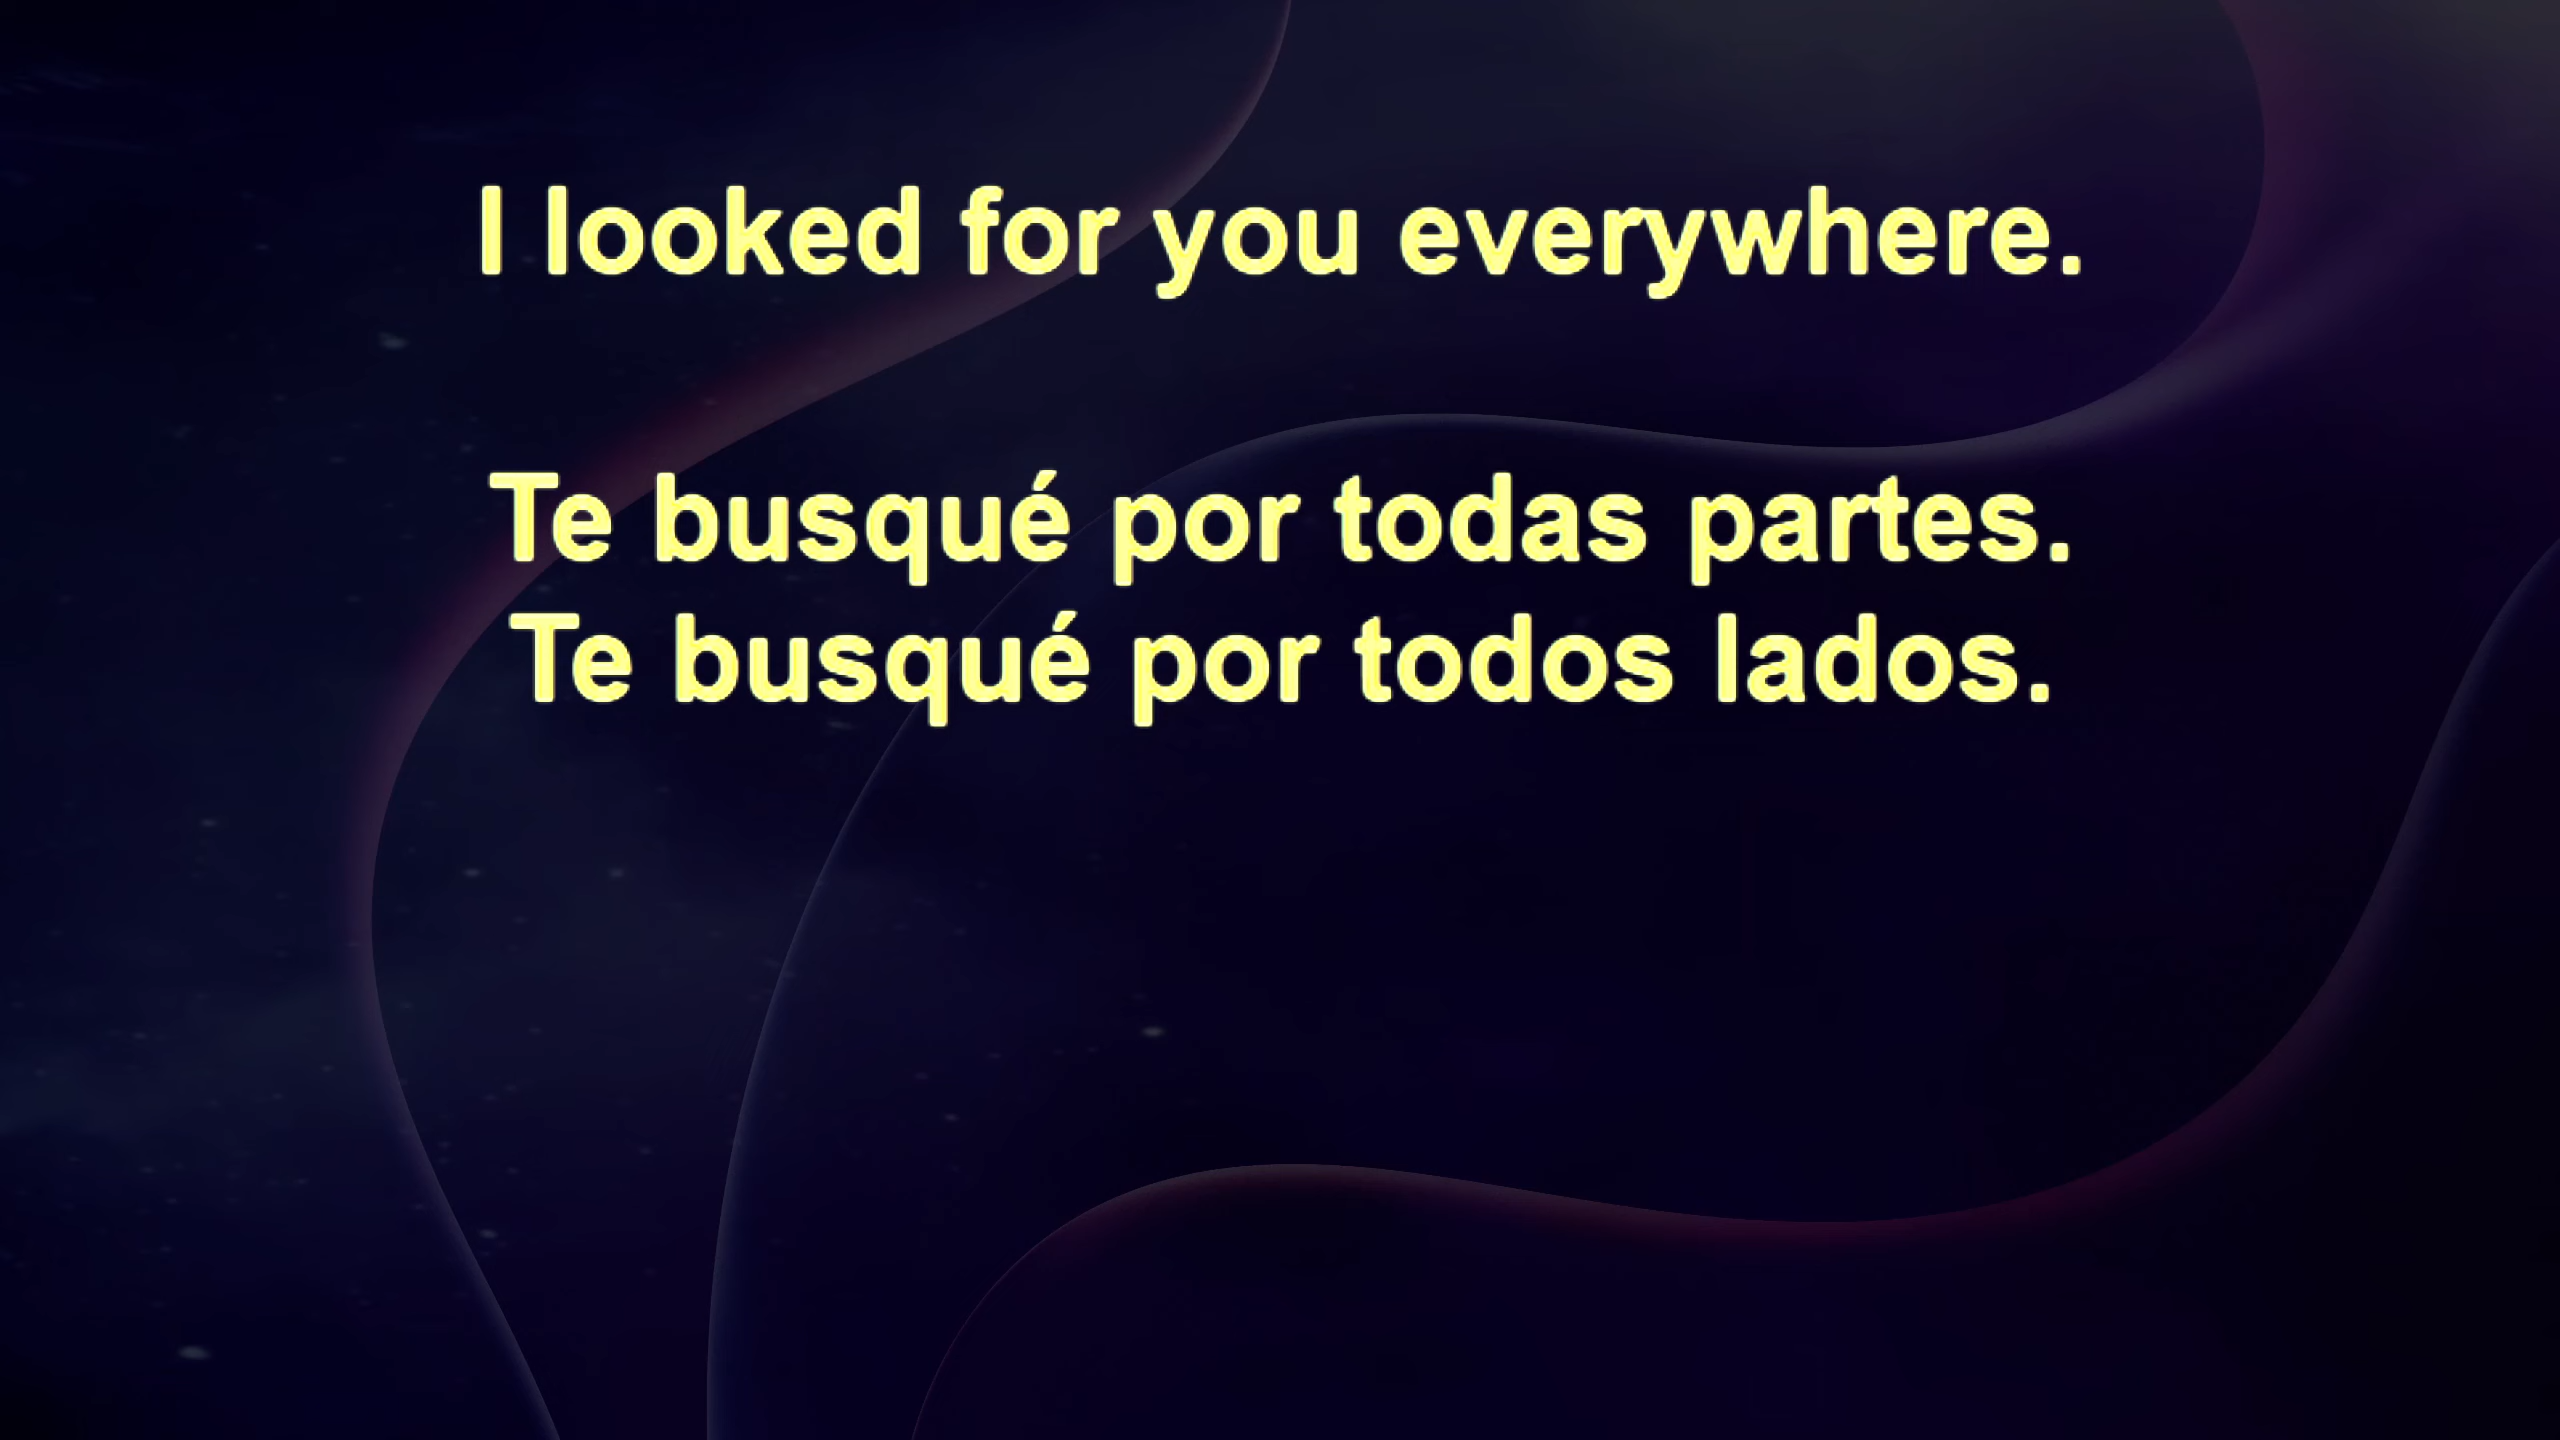 I looked for you everywhere.
Te busqué por todas partes.
Te busqué por todos lados.